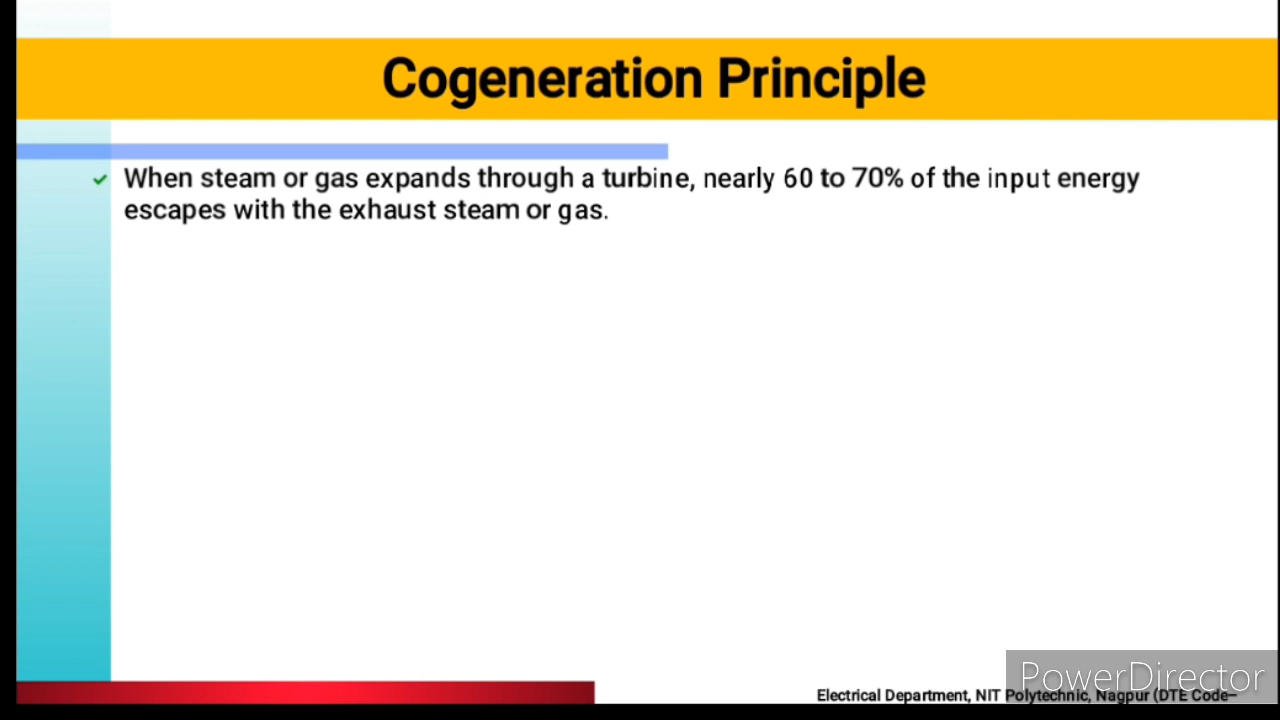 Cogeneration Principle
When steam or gas expands through a turbine, nearly 60 to 70% of the input energy
escapes with the exhaust steam or gas.
PowerDirector
Electrical Department, NIT Polytechnic, Nagpur (DTE Code–